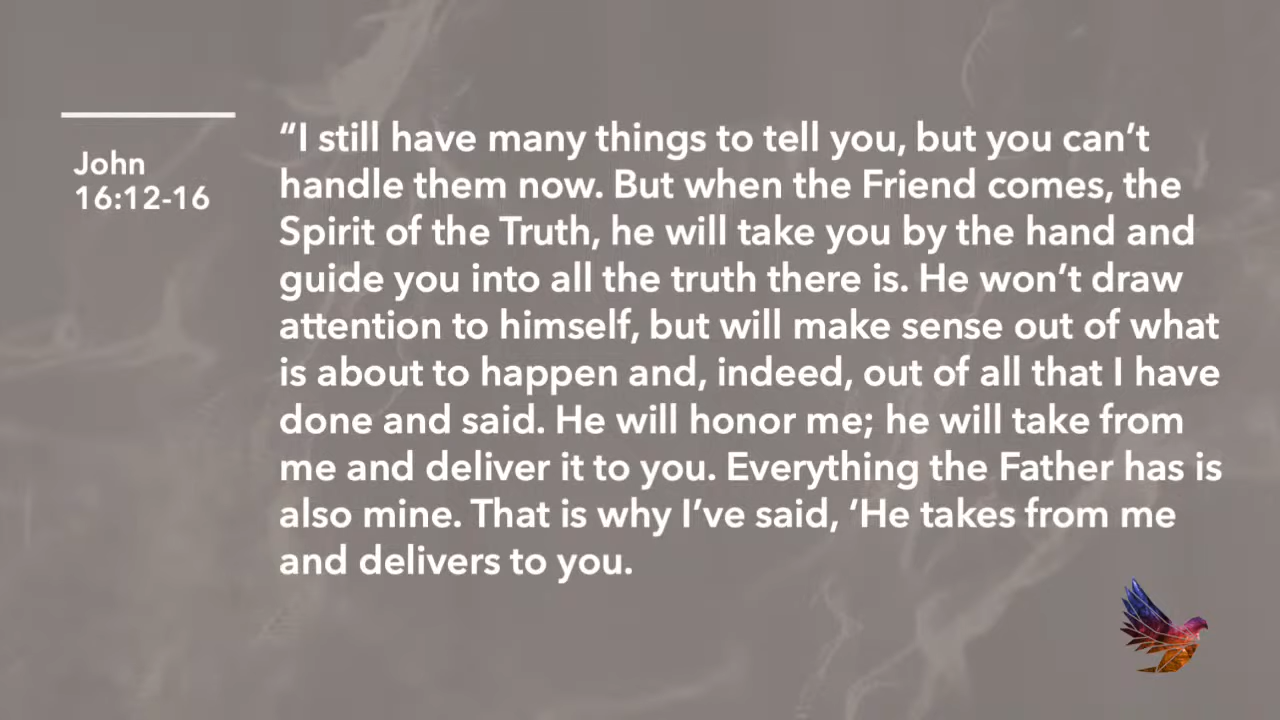 John
16:12-16
“I still have many things to tell you, but you can’t
handle them now. But when the Friend comes, the
Spirit of the Truth, he will take you by the hand and
guide you into all the truth there is. He won’t draw
attention to himself, but will make sense out of what
is about to happen and, indeed, out of all that I have
done and said. He will honor me; he will take from
me and deliver it to you. Everything the Father has is
also mine. That is why I’ve said, ‘He takes from me
and delivers to you.